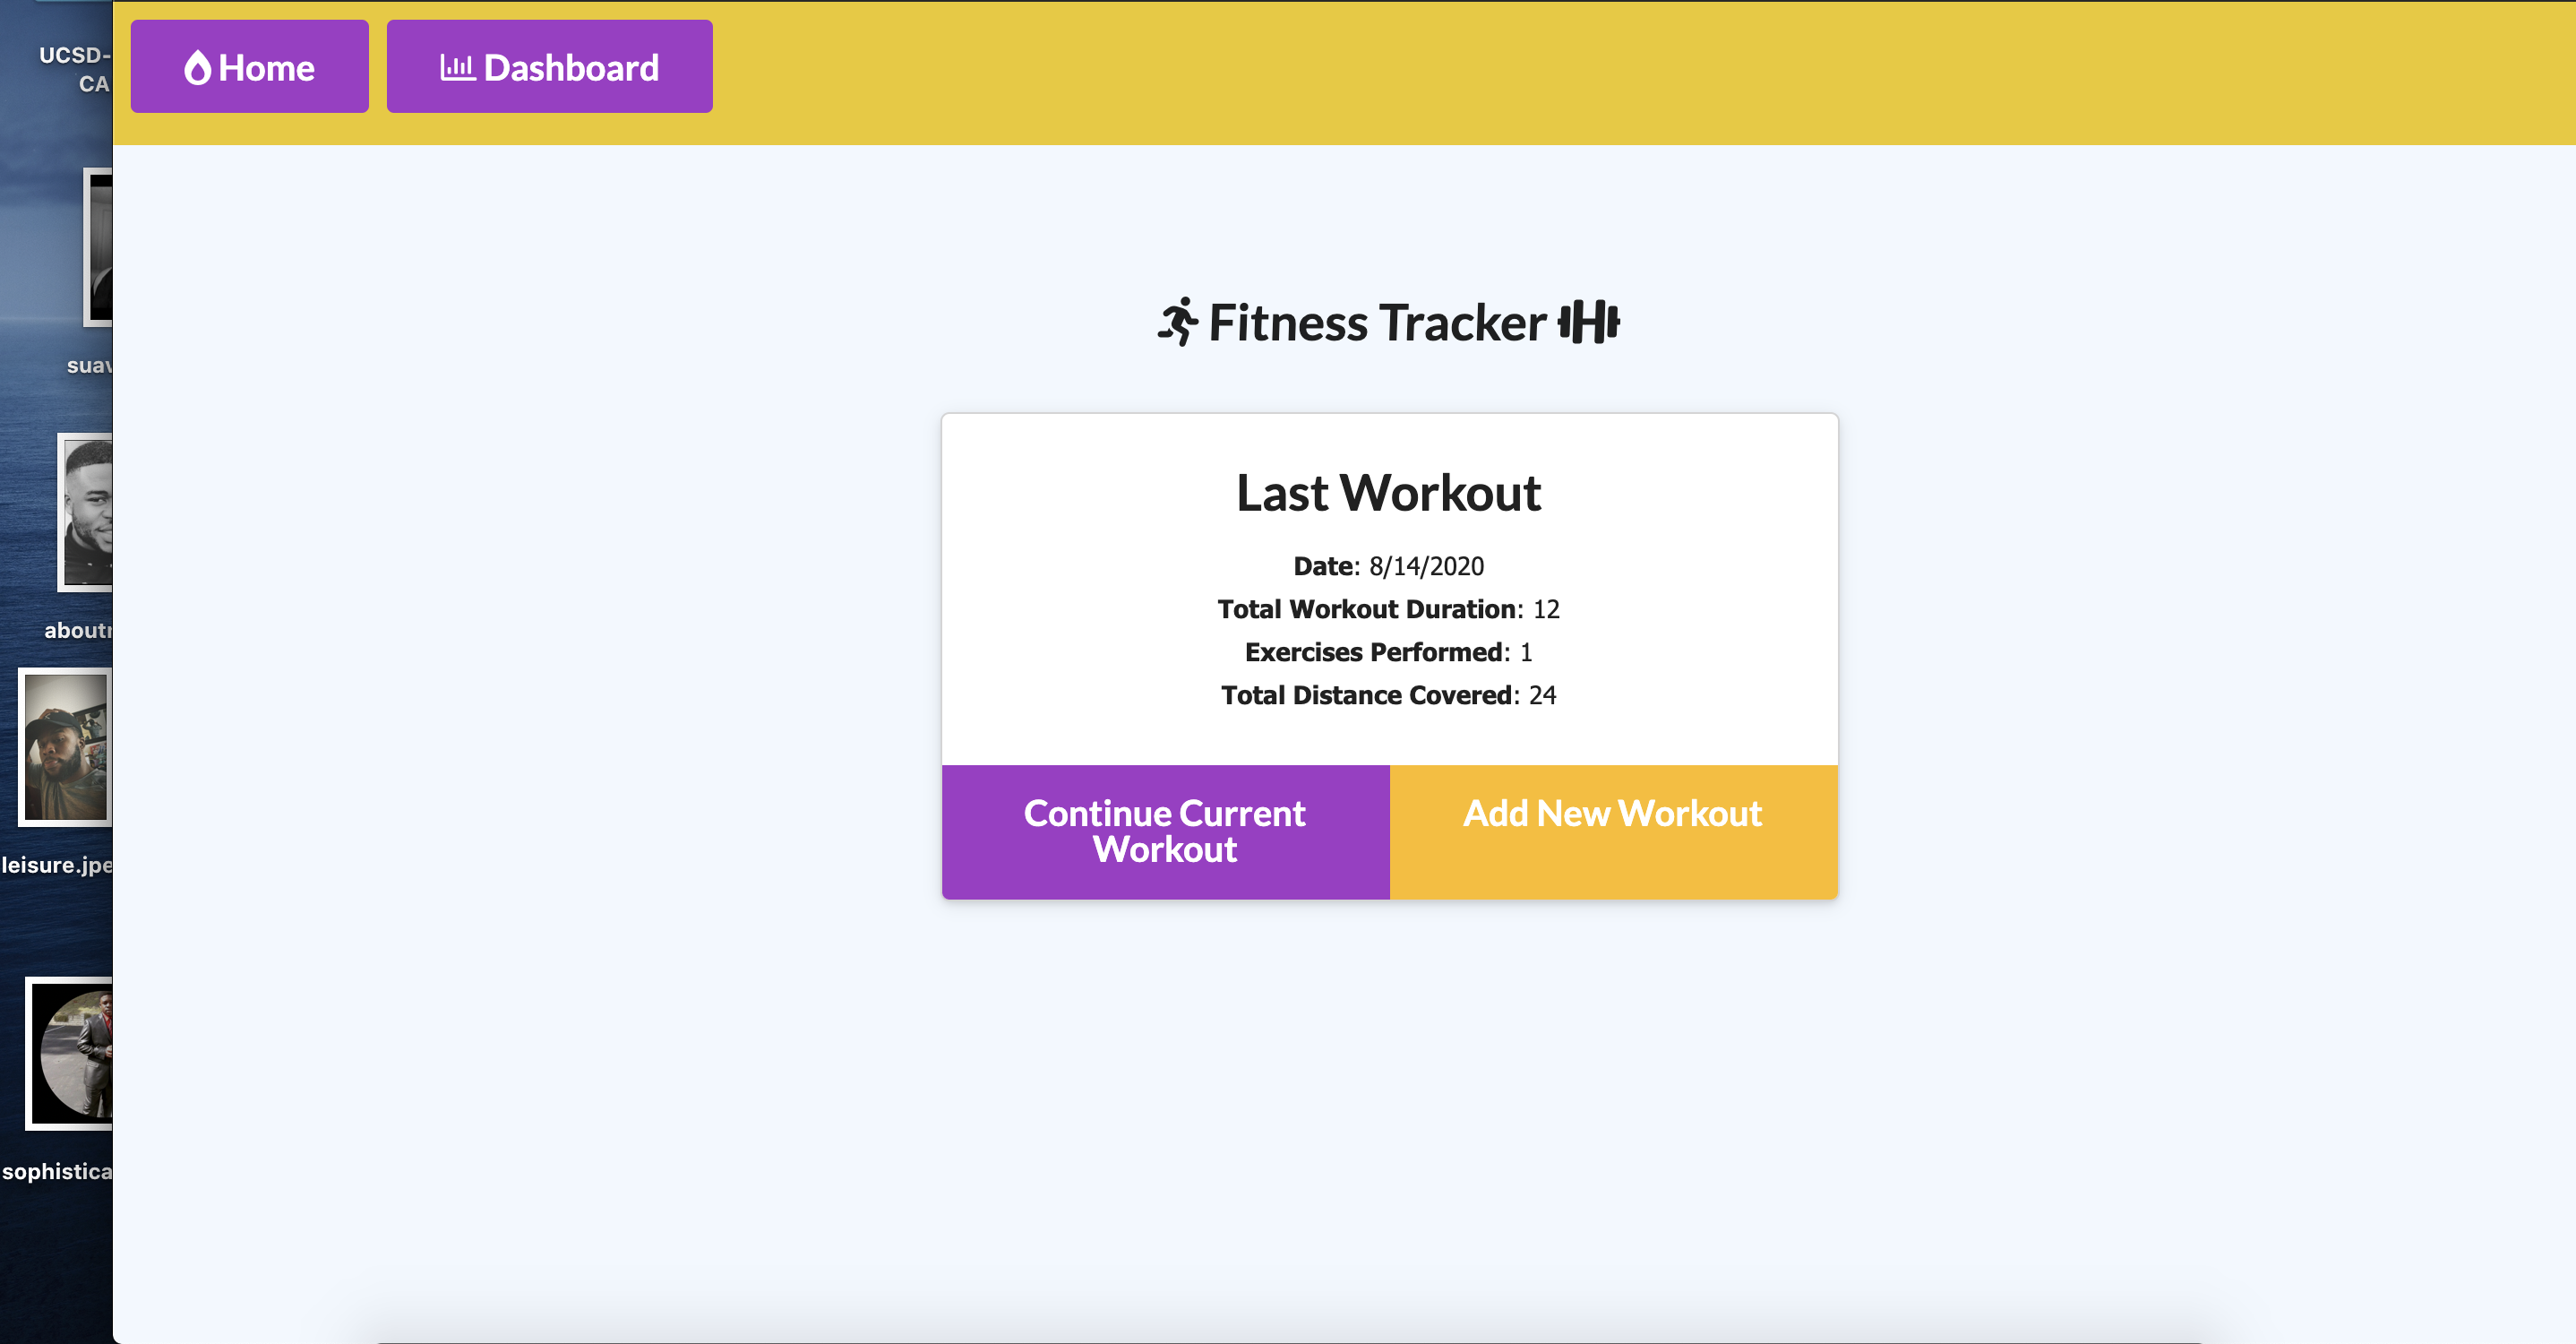 UCSD-
CA
Home
Dashboard
Fitness Tracker
Last Workout
Date: 8/14/2020
Total Workout Duration: 12
Exercises Performed: 1
Total Distance Covered: 24
Continue Current
Workout
Add New Workout
suav
aboutr
leisure.jpe
sophistica